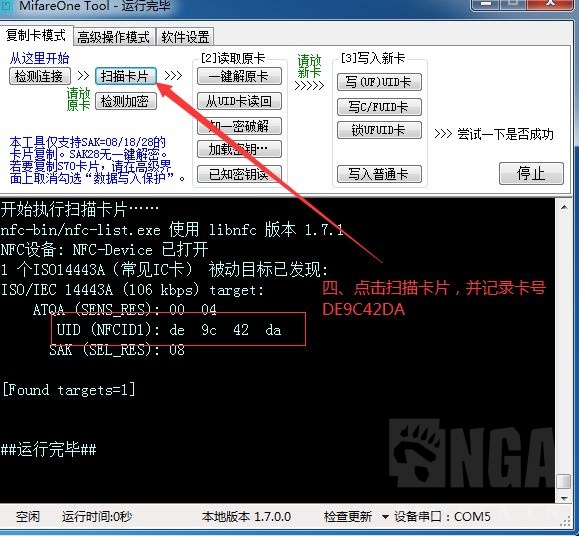 MifareOne Tool - 运行完毕
复制卡模式 高级操作模式 软件设置
从这里开始
检测连接 >> 扫描卡片 >>>
请放原卡
检测加密
本工具仅支持SAK=08/18/28的
卡片复制。SAK28无一键解密。
若要复制S70卡片，请在高级界
面上取消勾选“数据写入保护”。
[2]读取原卡
一键解原卡
从UID卡读回
知一密破解
加载密钥…
已知密钥读
请放新卡
>>>>>
[3]写入新卡
写(UF)UID卡
写C/FUID卡
锁UFUID卡
写入普通卡
>>> 尝试一下是否成功
停止
开始执行扫描卡片……
nfc-bin/nfc-list.exe 使用 libnfc 版本 1.7.1
NFC设备: NFC-Device 已打开
1 个ISO14443A (常见IC卡) 被动目标已发现:
ISO/IEC 14443A (106 kbps) target:
ATQA (SENS_RES): 00 04
UID (NFCID1): de 9c 42 da
SAK (SEL_RES): 08
[Found targets=1]
##运行完毕##
四、点击扫描卡片，并记录卡号
DE9C42DA
NGA
空闲 运行时间:0秒 本地版本 1.7.0.0 检查更新 设备串口：COM5